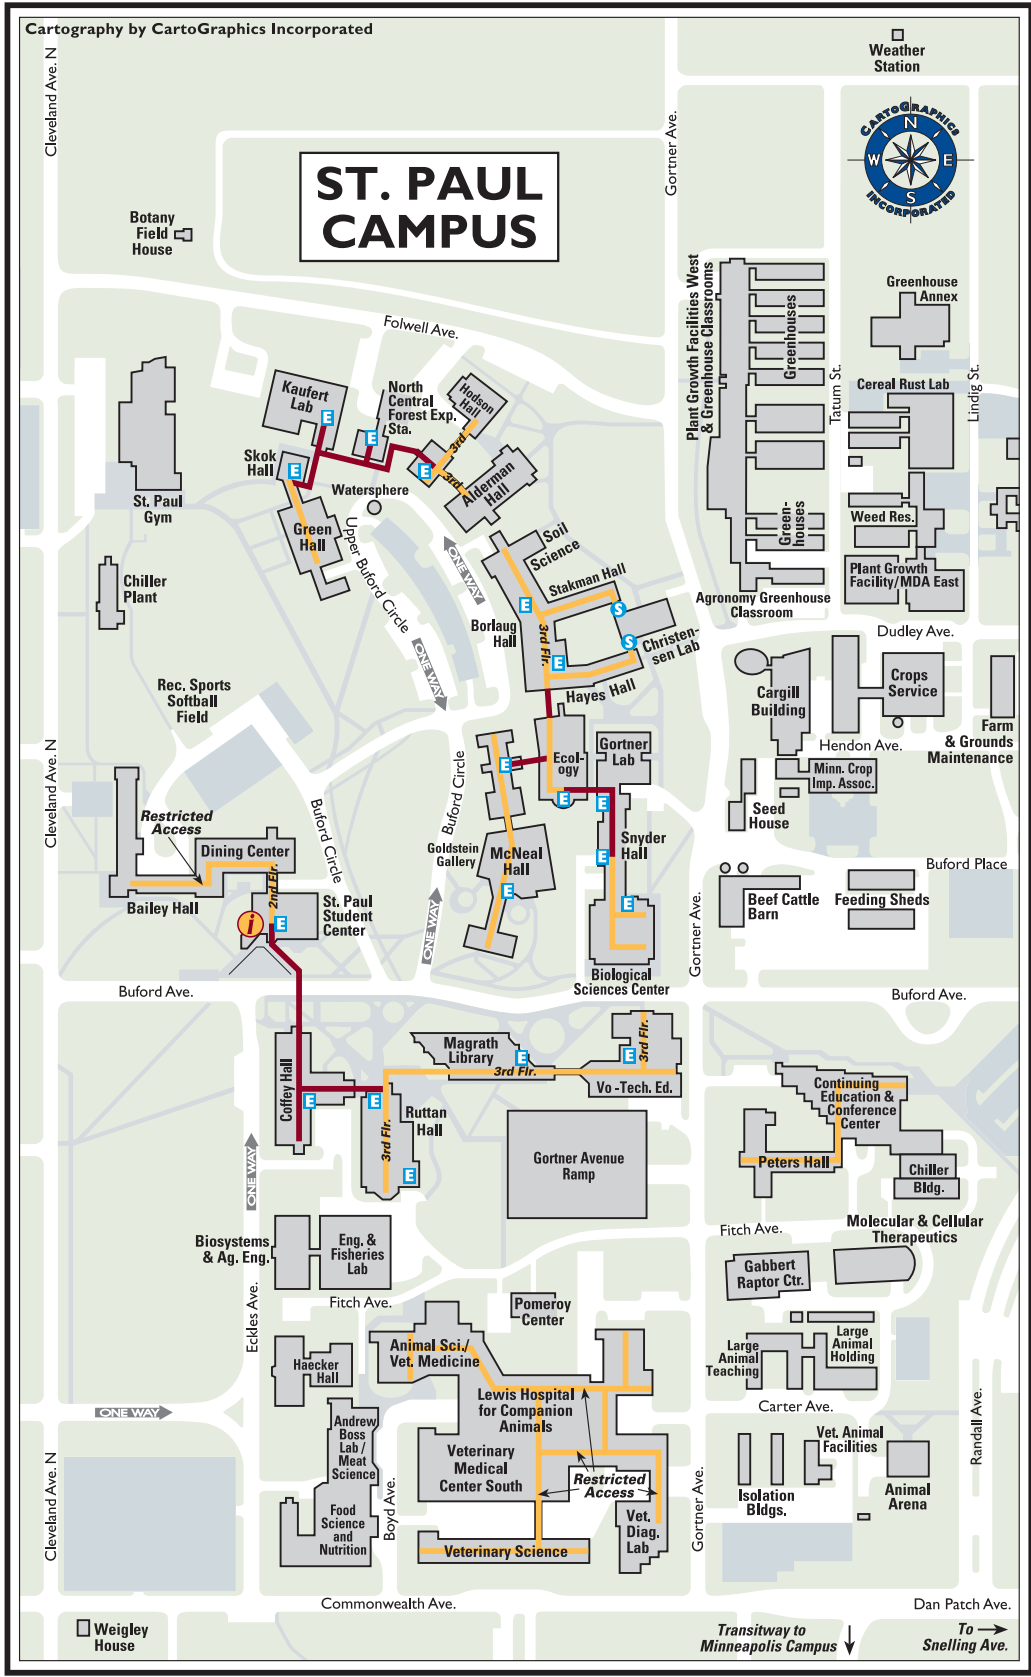 Cartography by CartoGraphics Incorporated
Weather
Station
CARTOGRAPHICS
N
W
E
S
INCORPORATED
Cleveland Ave. N
Gortner Ave.
ST. PAUL
CAMPUS
Botany
Field
House
Folwell Ave.
Plant Growth Facilities West
& Greenhouse Classrooms
Greenhouses
Greenhouse
Annex
Tatum St.
Lindig St.
Cereal Rust Lab
Kaufert
Lab
E
North
Central
Forest Exp.
Sta.
E
Hodson
Hall
3rd
3rd
E
Alderman
Hall
Skok
Hall
E
Watersphere
St. Paul
Gym
Green
Hall
Upper Buford Circle
ONE WAY
Soil
Science
Stakman Hall
Green-
houses
Weed Res.
Plant Growth
Facility/MDA East
Agronomy Greenhouse
Classroom
Chiller
Plant
E
S
S
Borlaug
Hall
3rd Flr.
E
Christen-
sen Lab
Hayes Hall
Dudley Ave.
ONE WAY
Rec. Sports
Softball
Field
Cargill
Building
Crops
Service
Farm
& Grounds
Maintenance
Hendon Ave.
Minn. Crop
Imp. Assoc.
Seed
House
Cleveland Ave. N
Buford Circle
Buford Circle
E
Ecol-
ogy
E
Gortner
Lab
E
Snyder
Hall
E
Goldstein
Gallery
McNeal
Hall
E
Restricted
Access
Dining Center
2nd Flr.
Bailey Hall
i
E
St. Paul
Student
Center
ONE WAY
E
Biological
Sciences Center
Gortner Ave.
Buford Place
Beef Cattle
Barn
Feeding Sheds
Buford Ave.
Buford Ave.
Coffey Hall
E
E
Ruttan
Hall
3rd Flr.
E
Magrath
Library
E
3rd Flr.
E
3rd Flr.
Vo -Tech. Ed.
Gortner Avenue
Ramp
Continuing
Education &
Conference
Center
Peters Hall
Chiller
Bldg.
ONE WAY
Biosystems
& Ag. Eng.
Eng. &
Fisheries
Lab
Fitch Ave.
Fitch Ave.
Molecular & Cellular
Therapeutics
Gabbert
Raptor Ctr.
Eckles Ave.
Pomeroy
Center
Haecker
Hall
Animal Sci./
Vet. Medicine
Lewis Hospital
for Companion
Animals
Large
Animal
Teaching
Large
Animal
Holding
Carter Ave.
ONE WAY
Randall Ave.
Andrew
Boss
Lab /
Meat
Science
Veterinary
Medical
Center South
Restricted
Access
Vet. Animal
Facilities
Isolation
Bldgs.
Animal
Arena
Cleveland Ave. N
Boyd Ave.
Gortner Ave.
Food
Science
and
Nutrition
Vet.
Diag.
Lab
Veterinary Science
Commonwealth Ave.
Dan Patch Ave.
Weigley
House
Transitway to
Minneapolis Campus
To
Snelling Ave.